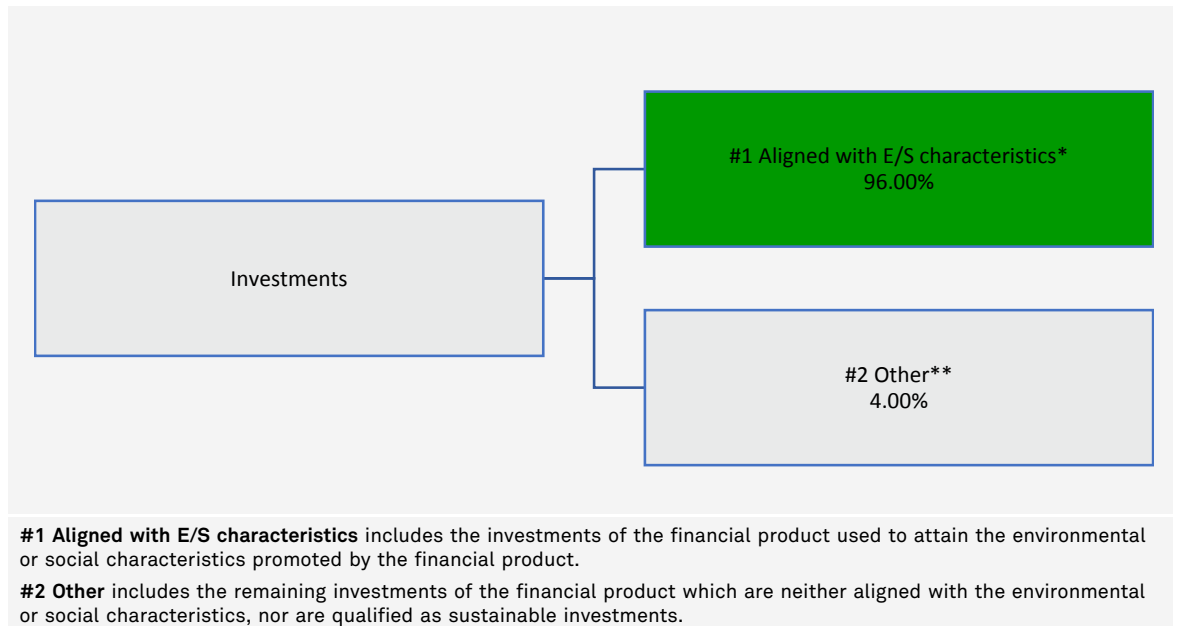 #1 Aligned with E/S characteristics*
96.00%
Investments
#2 Other**
4.00%
#1 Aligned with E/S characteristics includes the investments of the financial product used to attain the environmental
or social characteristics promoted by the financial product.
#2 Other includes the remaining investments of the financial product which are neither aligned with the environmental
or social characteristics, nor are qualified as sustainable investments.